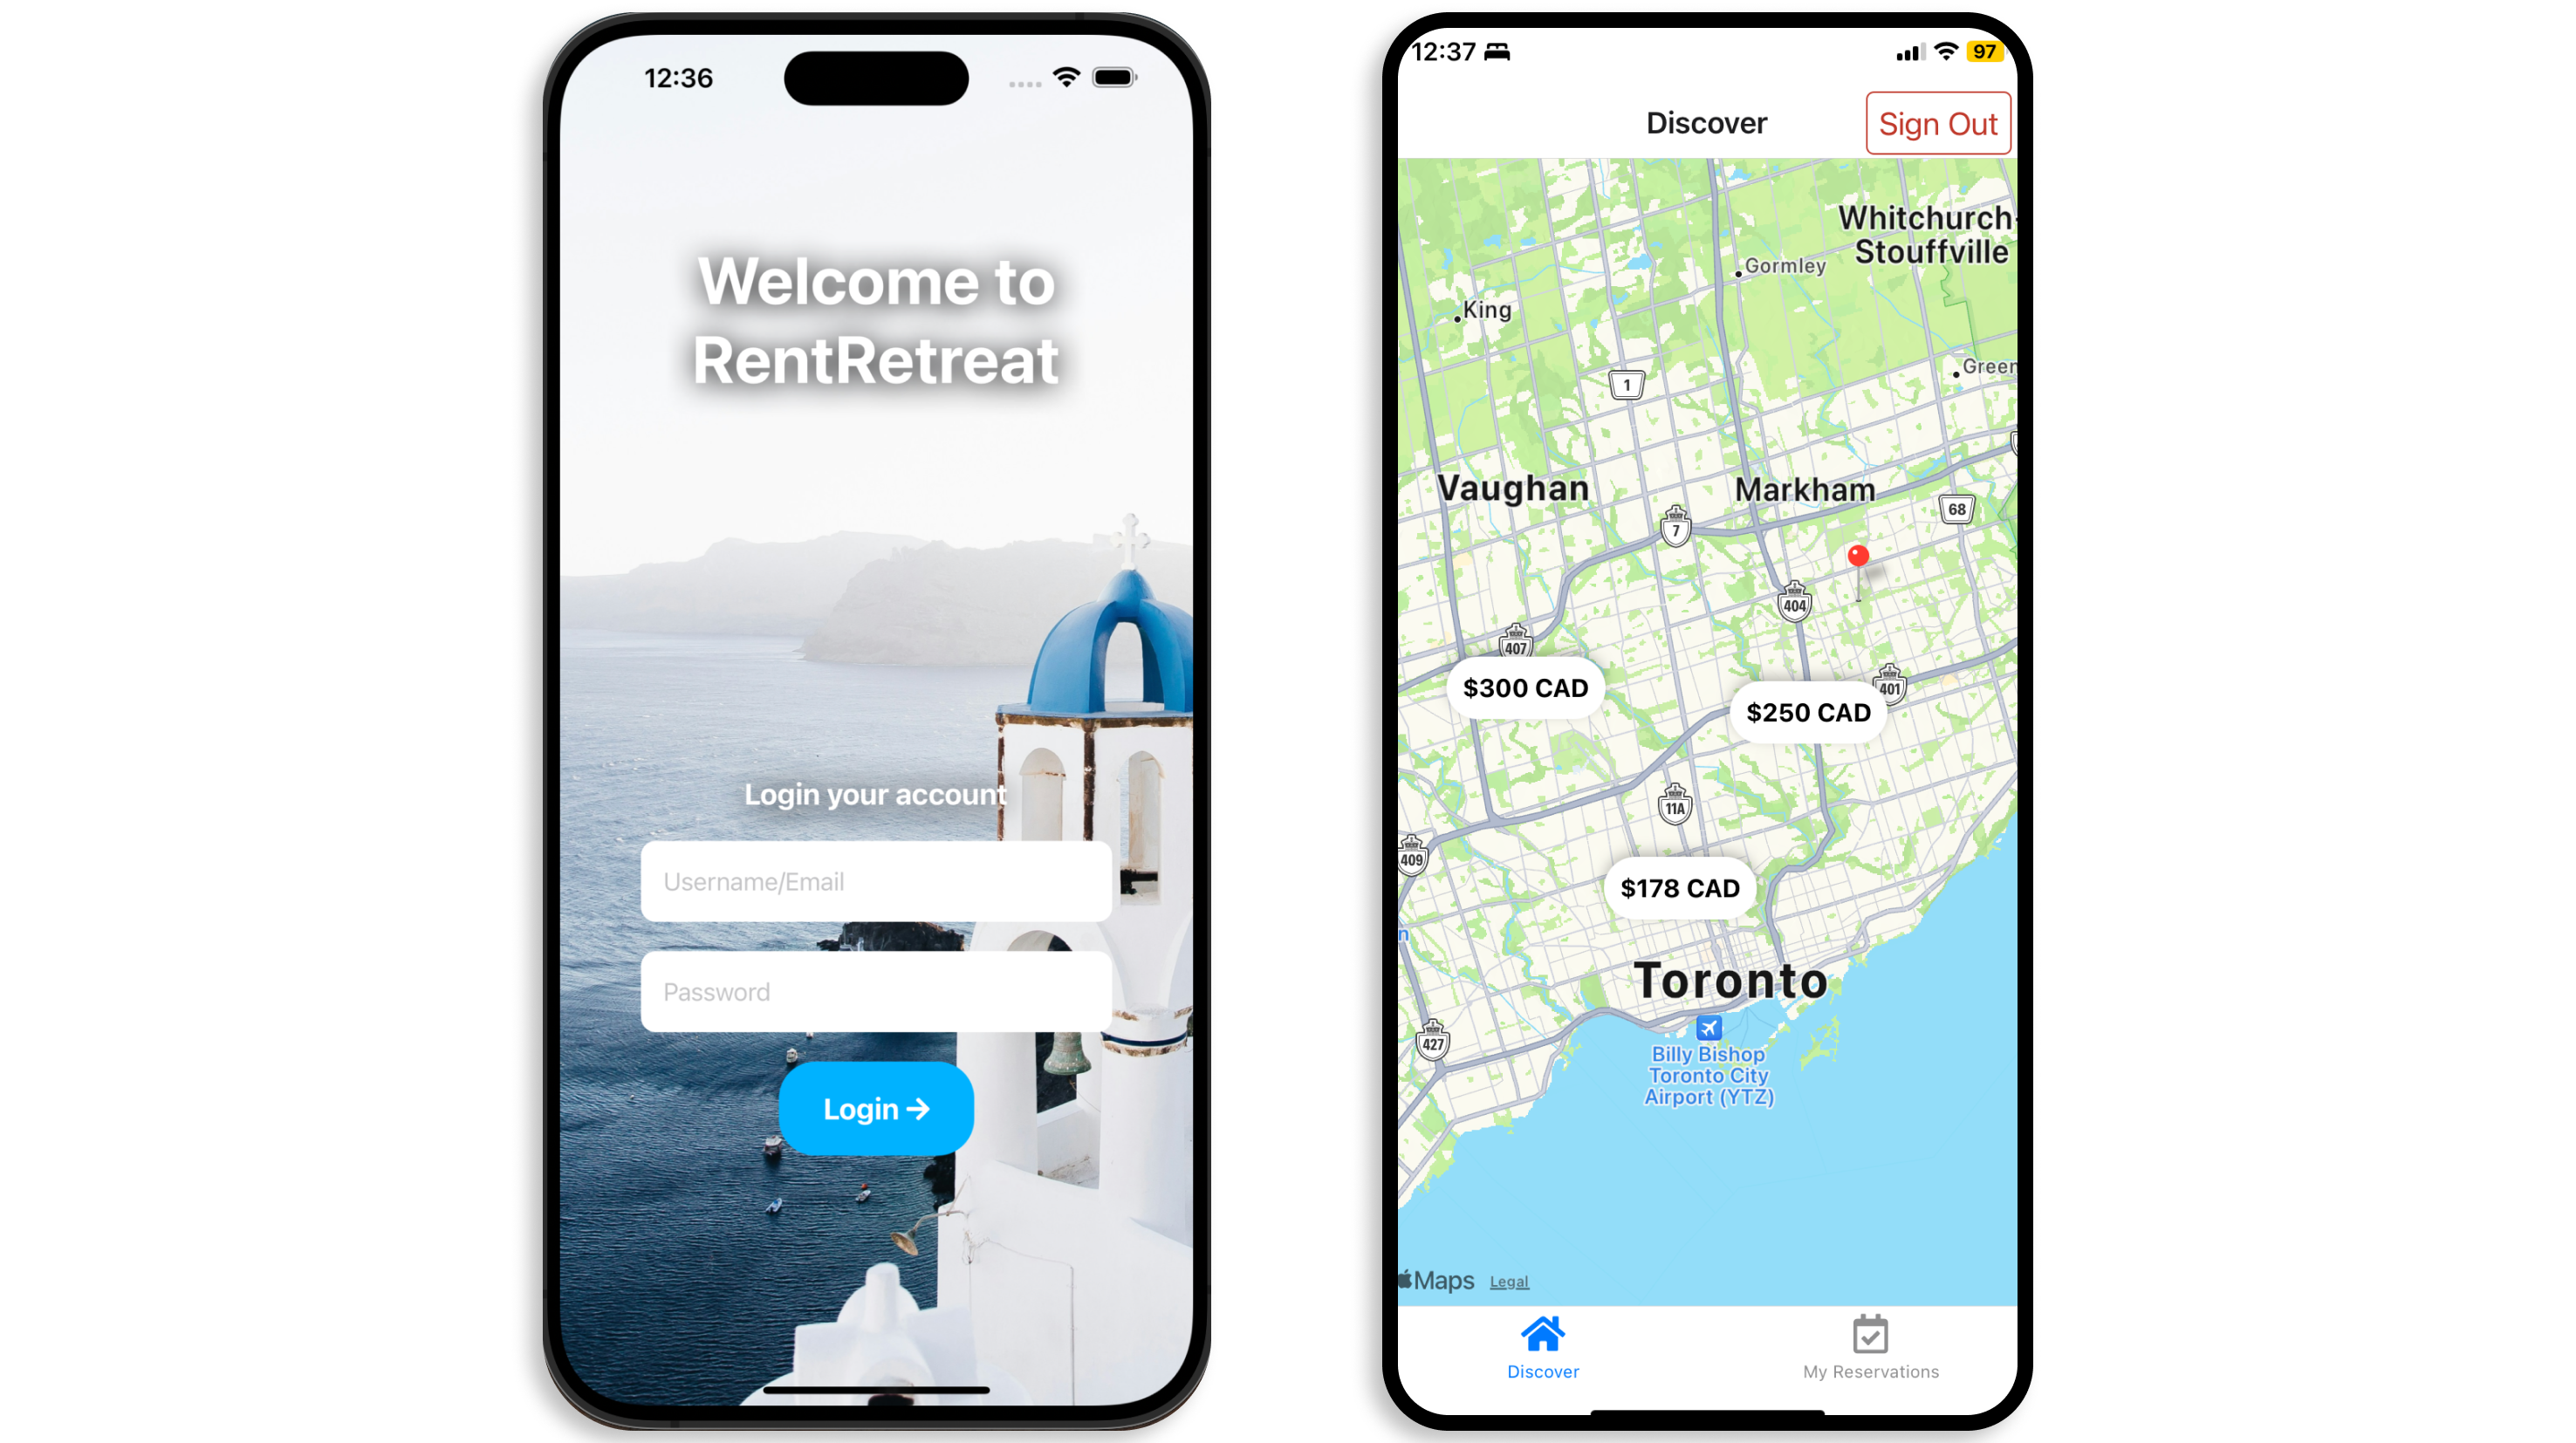 12:36
Welcome to
RentRetreat
Login your account
Username/Email
Password
Login →
12:37
97
Discover
Sign Out
Whitchurch-
Stouffville
Gormley
King
Green
1
Vaughan
Markham
68
7
404
407
$300 CAD
401
$250 CAD
11A
409
$178 CAD
n
Toronto
427
Billy Bishop
Toronto City
Airport (YTZ)
Maps
Legal
Discover
My Reservations